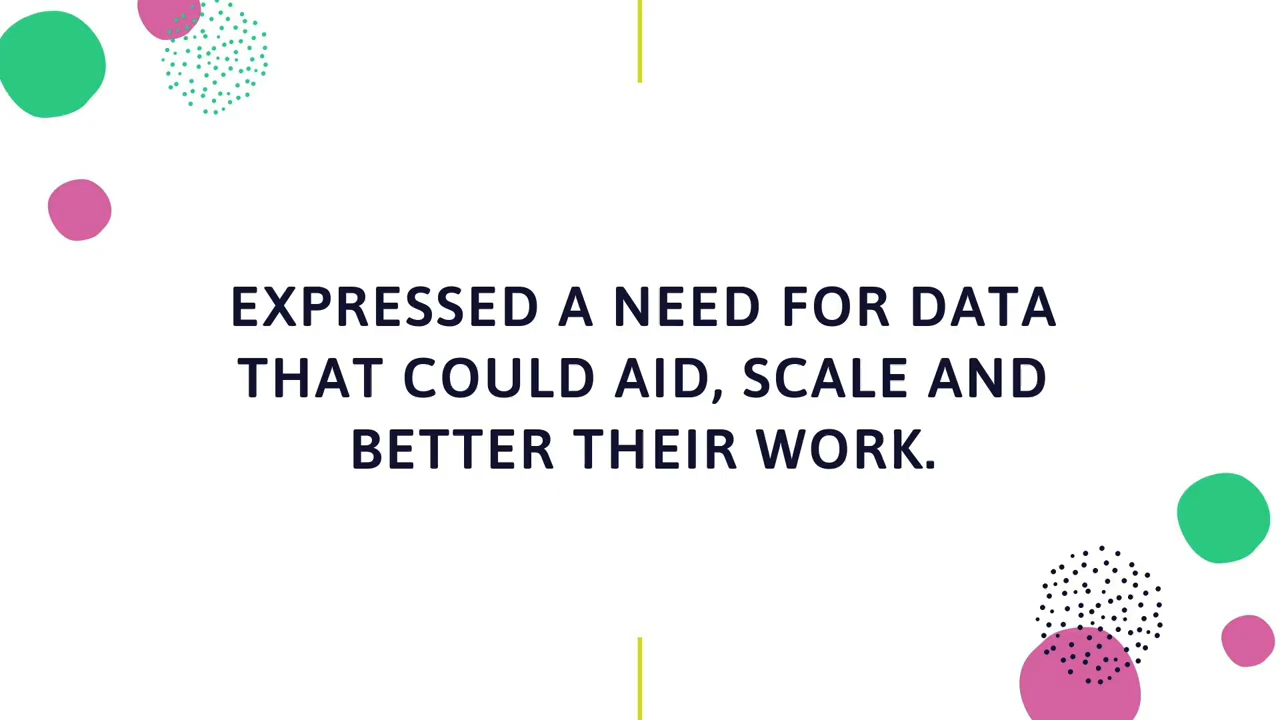 EXPRESSED A NEED FOR DATA
THAT COULD AID, SCALE AND
BETTER THEIR WORK.